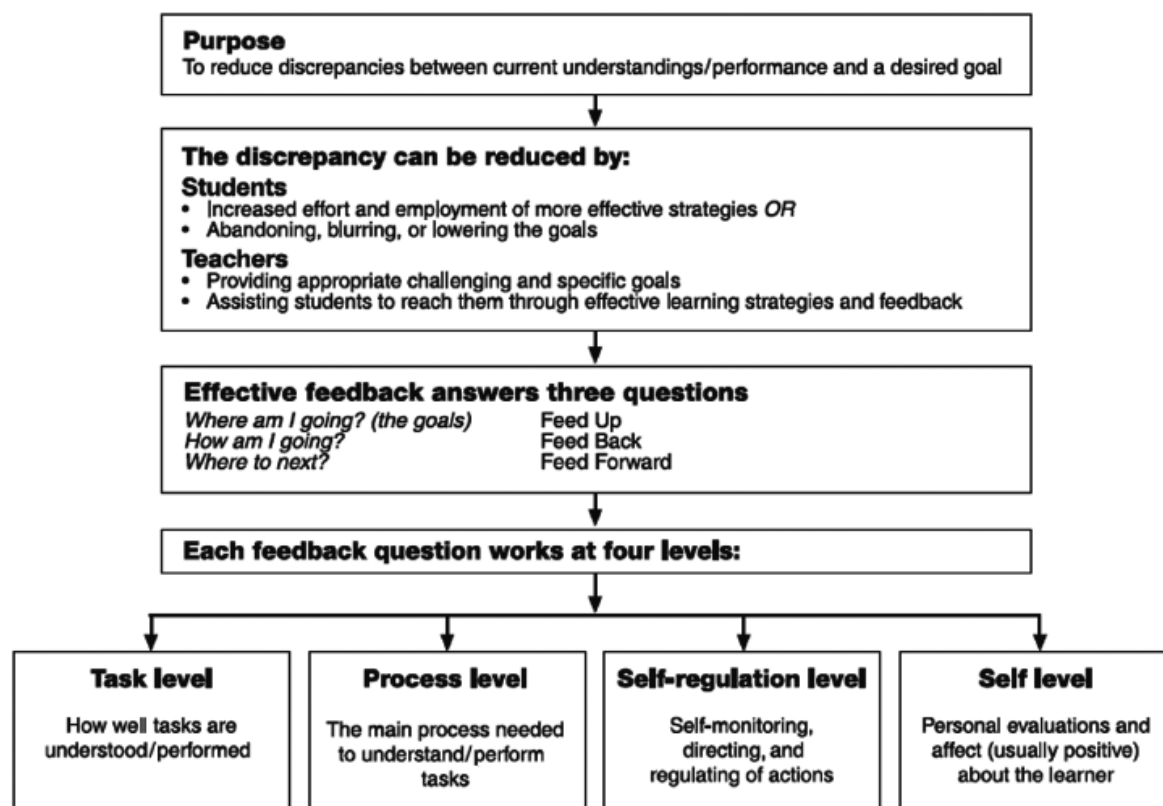 Purpose
To reduce discrepancies between current understandings/performance and a desired goal
The discrepancy can be reduced by:
Students
• Increased effort and employment of more effective strategies OR
• Abandoning, blurring, or lowering the goals
Teachers
• Providing appropriate challenging and specific goals
• Assisting students to reach them through effective learning strategies and feedback
Effective feedback answers three questions
Where am I going? (the goals) Feed Up
How am I going? Feed Back
Where to next? Feed Forward
Each feedback question works at four levels:
Task level
How well tasks are
understood/performed
Process level
The main process needed
to understand/perform
tasks
Self-regulation level
Self-monitoring,
directing, and
regulating of actions
Self level
Personal evaluations and
affect (usually positive)
about the learner